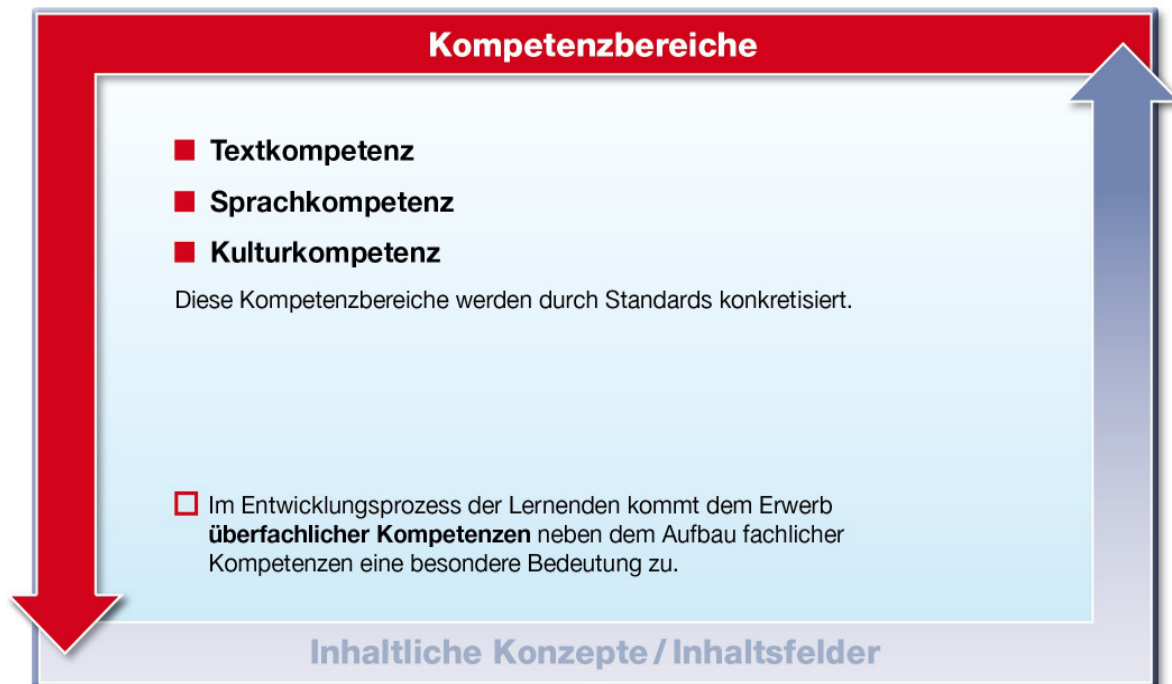 Kompetenzbereiche
Textkompetenz
Sprachkompetenz
Kulturkompetenz
Diese Kompetenzbereiche werden durch Standards konkretisiert.
Im Entwicklungsprozess der Lernenden kommt dem Erwerb
überfachlicher Kompetenzen neben dem Aufbau fachlicher
Kompetenzen eine besondere Bedeutung zu.
Inhaltliche Konzepte / Inhaltsfelder